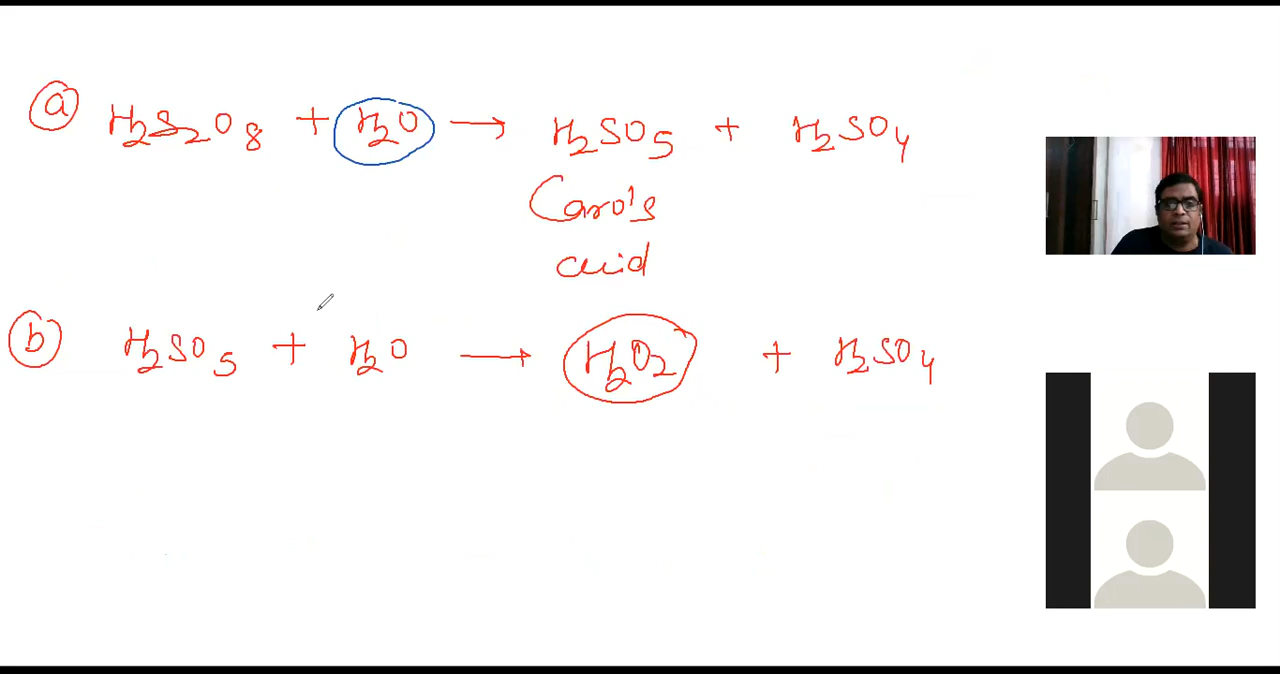 (a) H₂S₂O₈ + H₂O → H₂SO₅ + H₂SO₄
Caro's
acid
(b) H₂SO₅ + H₂O → H₂O₂ + H₂SO₄